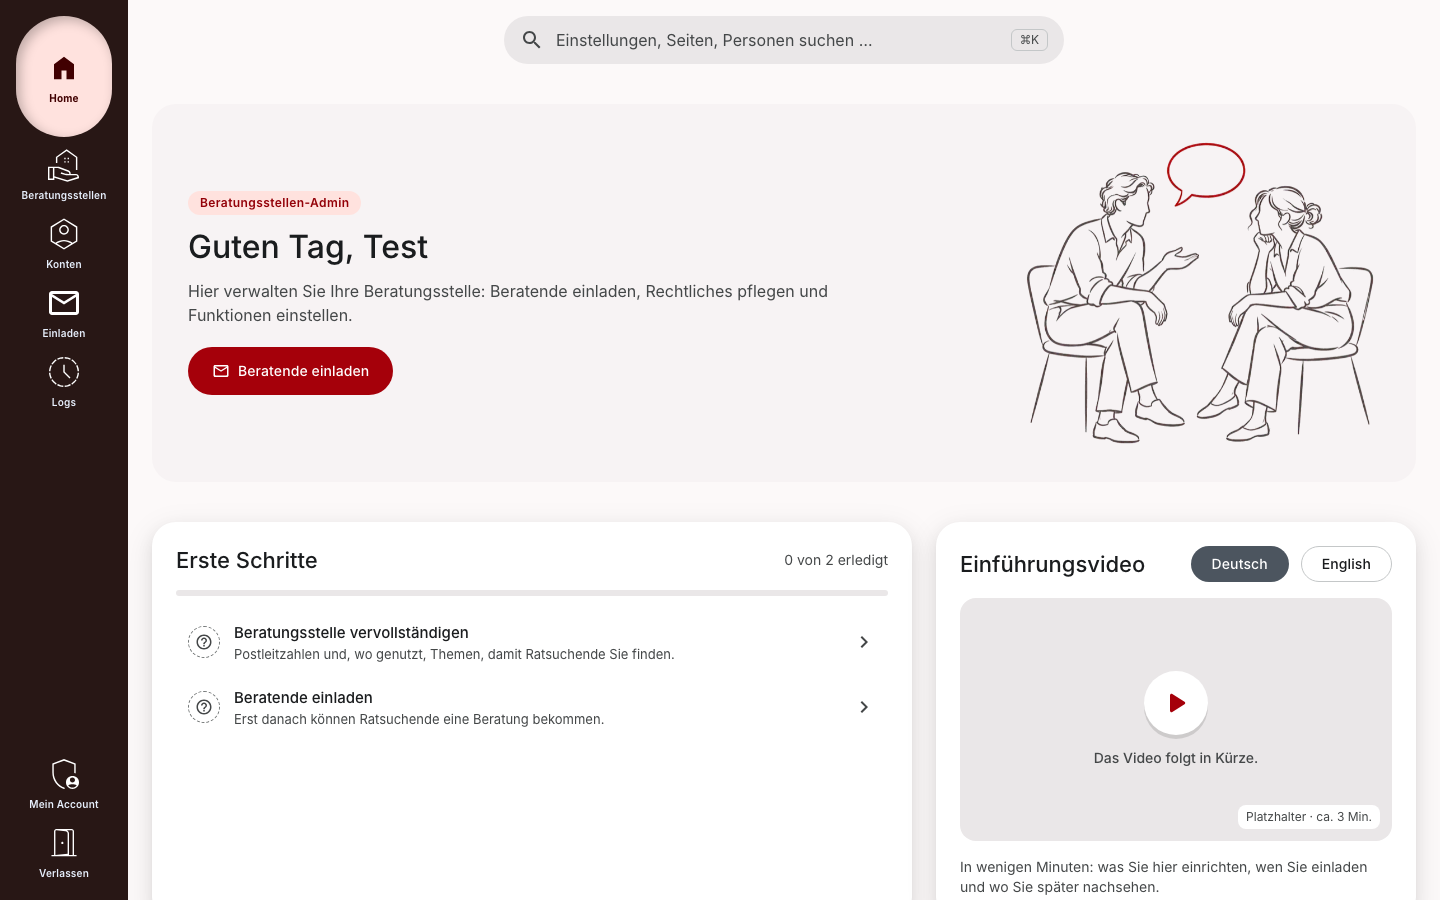 Home
Beratungsstellen
Konten
Einladen
Logs
Mein Account
Verlassen
Einstellungen, Seiten, Personen suchen ...
⌘K
Beratungsstellen-Admin
Guten Tag, Test
Hier verwalten Sie Ihre Beratungsstelle: Beratende einladen, Rechtliches pflegen und
Funktionen einstellen.
Beratende einladen
Erste Schritte
0 von 2 erledigt
Beratungsstelle vervollständigen
Postleitzahlen und, wo genutzt, Themen, damit Ratsuchende Sie finden.
Beratende einladen
Erst danach können Ratsuchende eine Beratung bekommen.
Einführungsvideo
Deutsch
English
Das Video folgt in Kürze.
Platzhalter · ca. 3 Min.
In wenigen Minuten: was Sie hier einrichten, wen Sie einladen
und wo Sie später nachsehen.